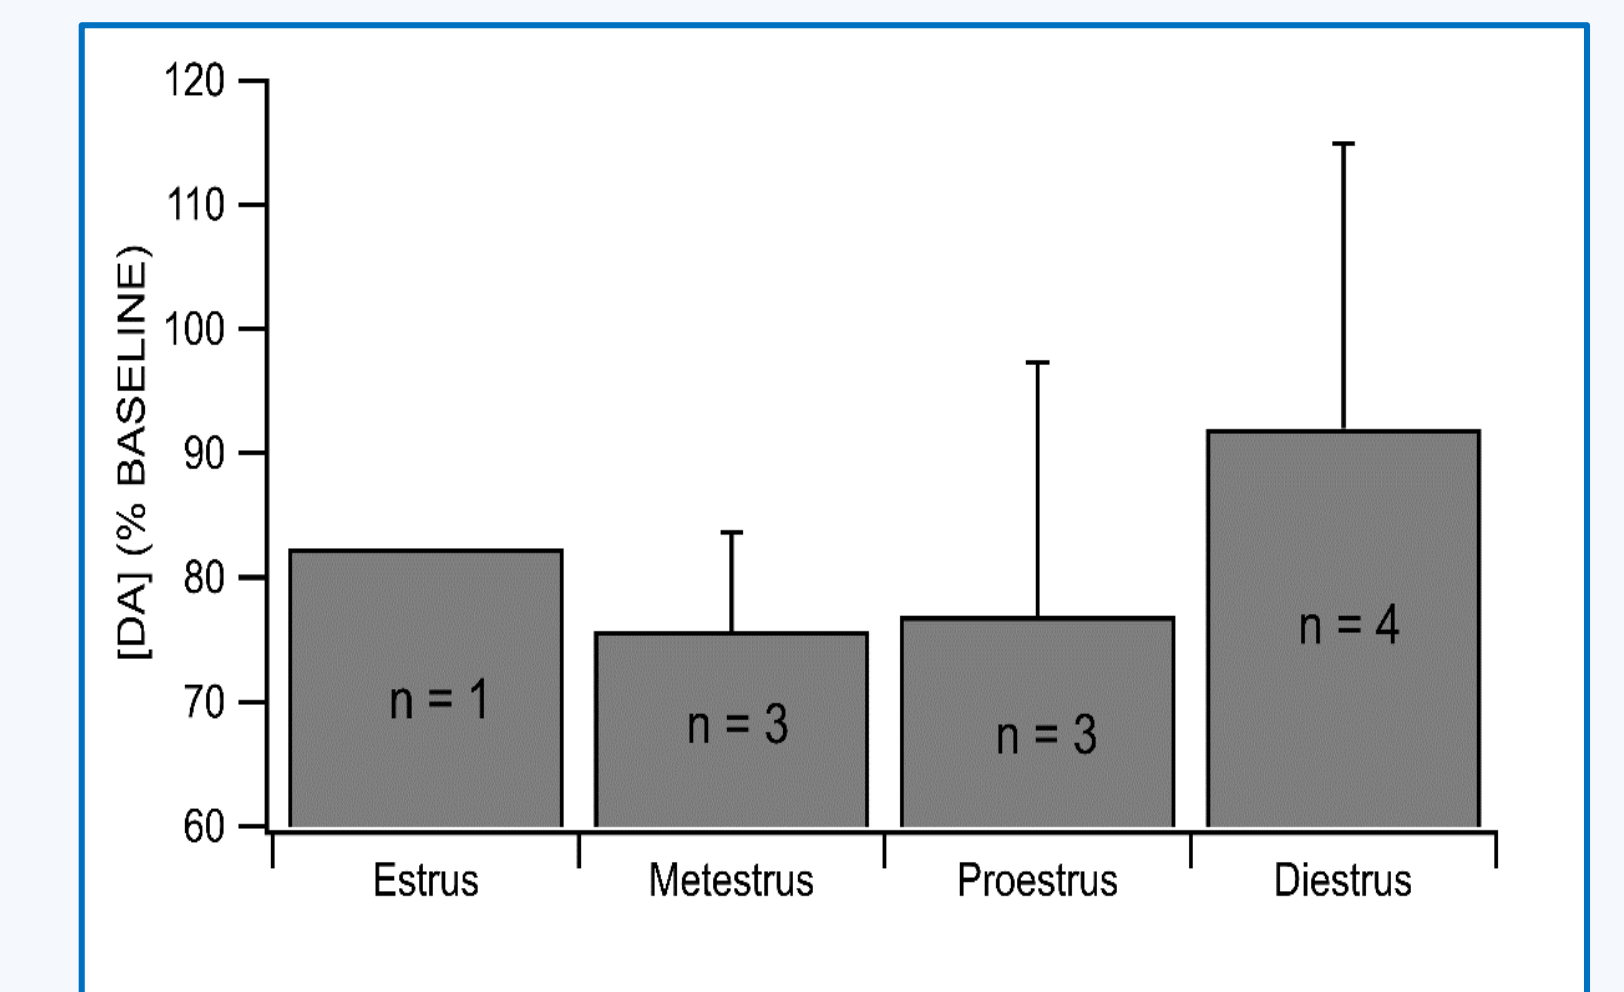 120
110
100
90
80
70
60
[DA] (% BASELINE)
n = 1
n = 3
n = 3
n = 4
Estrus
Metestrus
Proestrus
Diestrus